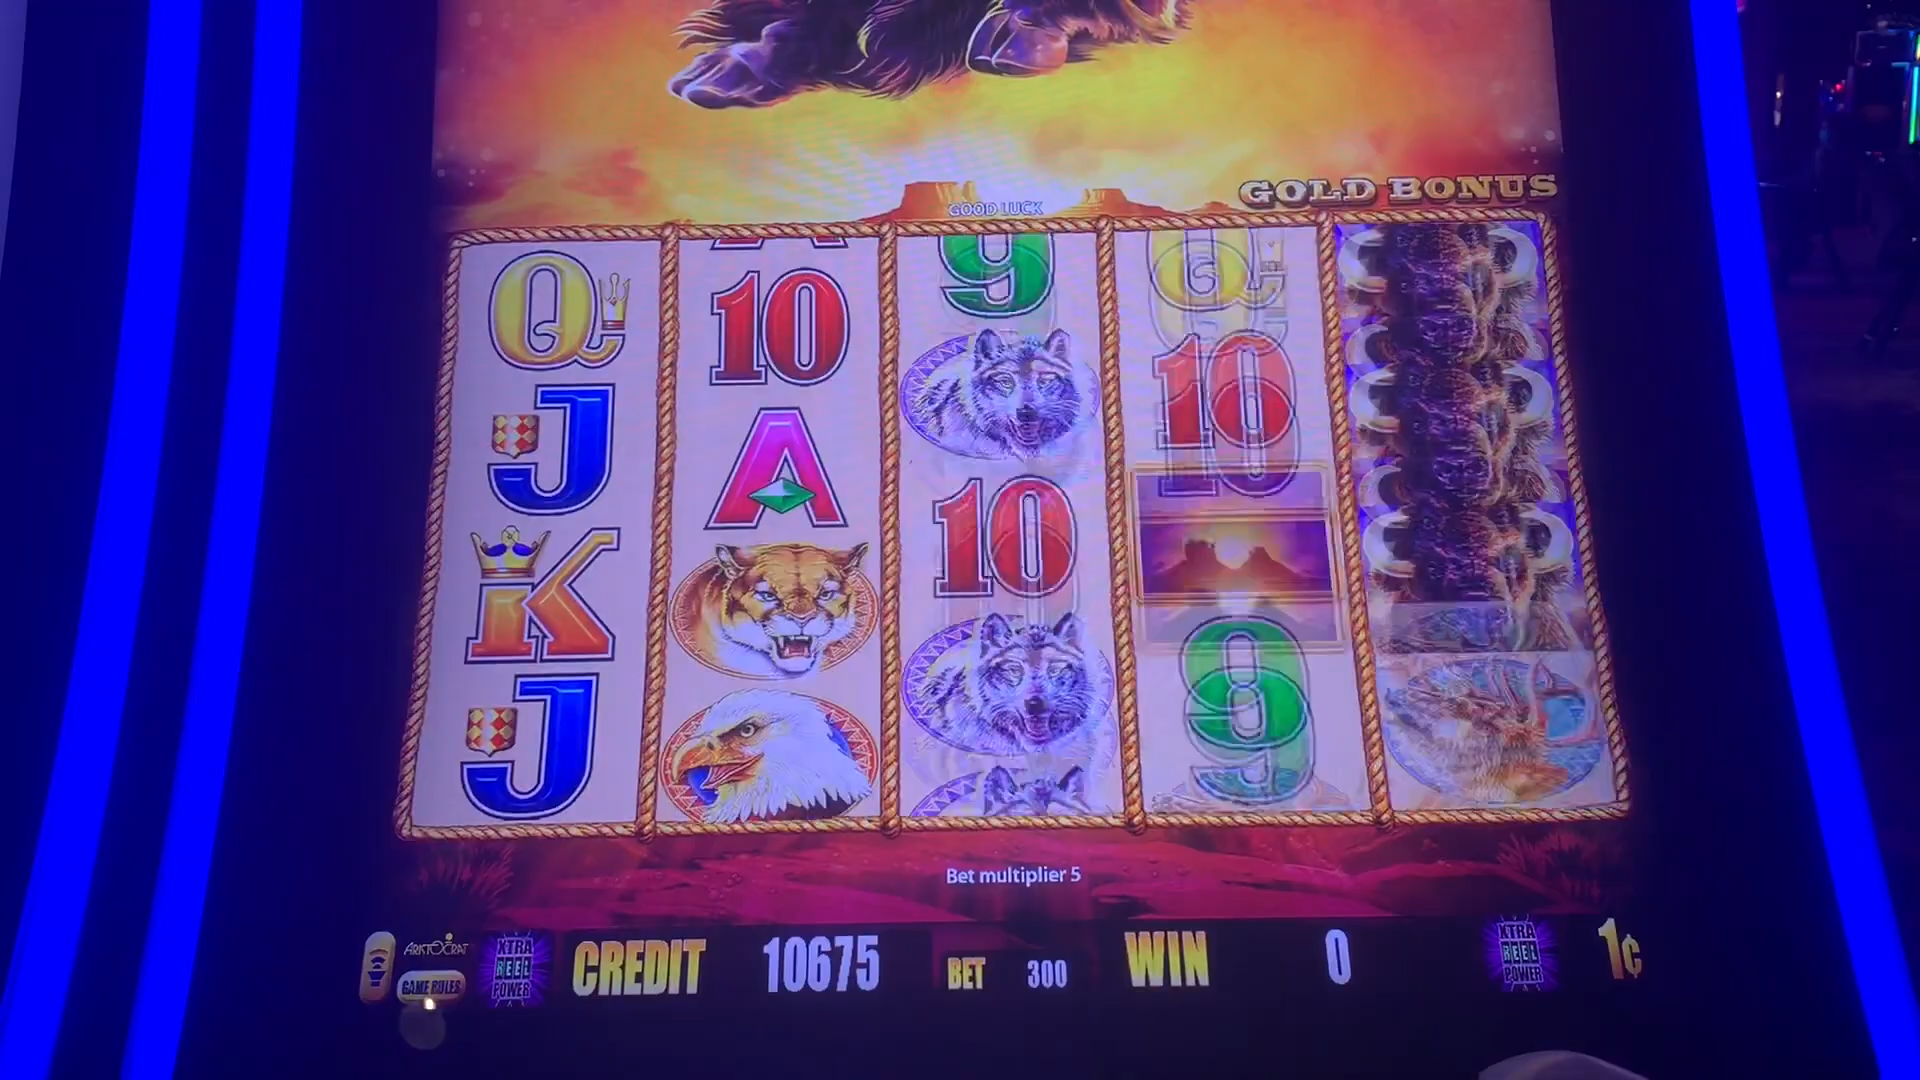 GOLD BONUS
GOOD LUCK
Q 10 9 Q
J A 10
K 10
J 9
Bet multiplier 5
ARISTOCRAT
GAME RULES
XTRA
REEL
POWER
CREDIT 10675 BET 300 WIN 0
XTRA
REEL
POWER
1¢